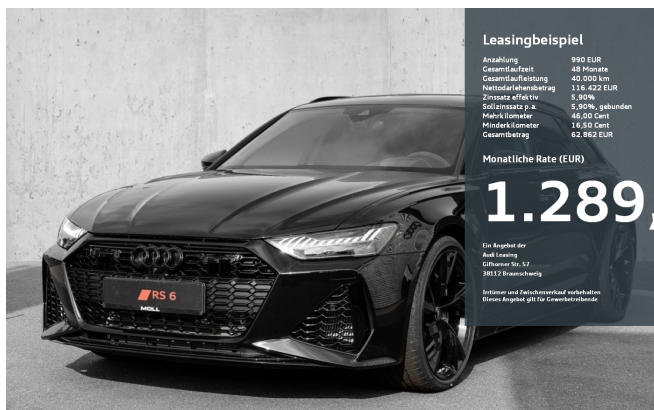 Leasingbeispiel
Anzahlung 990 EUR
Gesamtlaufzeit 48 Monate
Gesamtlaufleistung 40.000 km
Nettodarlehensbetrag 116.422 EUR
Zinssatz effektiv 5,90%
Sollzinssatz p.a. 5,90%, gebunden
Mehrkilometer 46,00 Cent
Minderkilometer 16,50 Cent
Gesamtbetrag 62.862 EUR
Monatliche Rate (EUR)
1.289,
Ein Angebot der
Audi Leasing
Gifhorner Str. 57
38112 Braunschweig
Irrtümer und Zwischenverkauf vorbehalten
Dieses Angebot gilt für Gewerbetreibende
RS 6
MOLL